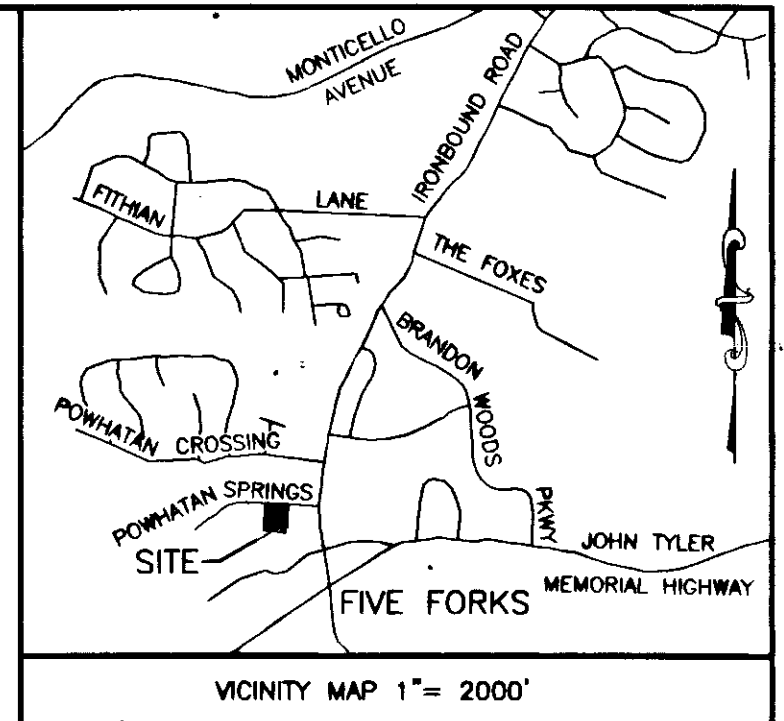 MONTICELLO
AVENUE
IRONBOUND ROAD
FITHIAN
LANE
THE FOXES
BRANDON
WOODS
PKWY
POWHATAN CROSSING
POWHATAN SPRINGS
SITE
JOHN TYLER
MEMORIAL HIGHWAY
FIVE FORKS
VICINITY MAP 1"= 2000'